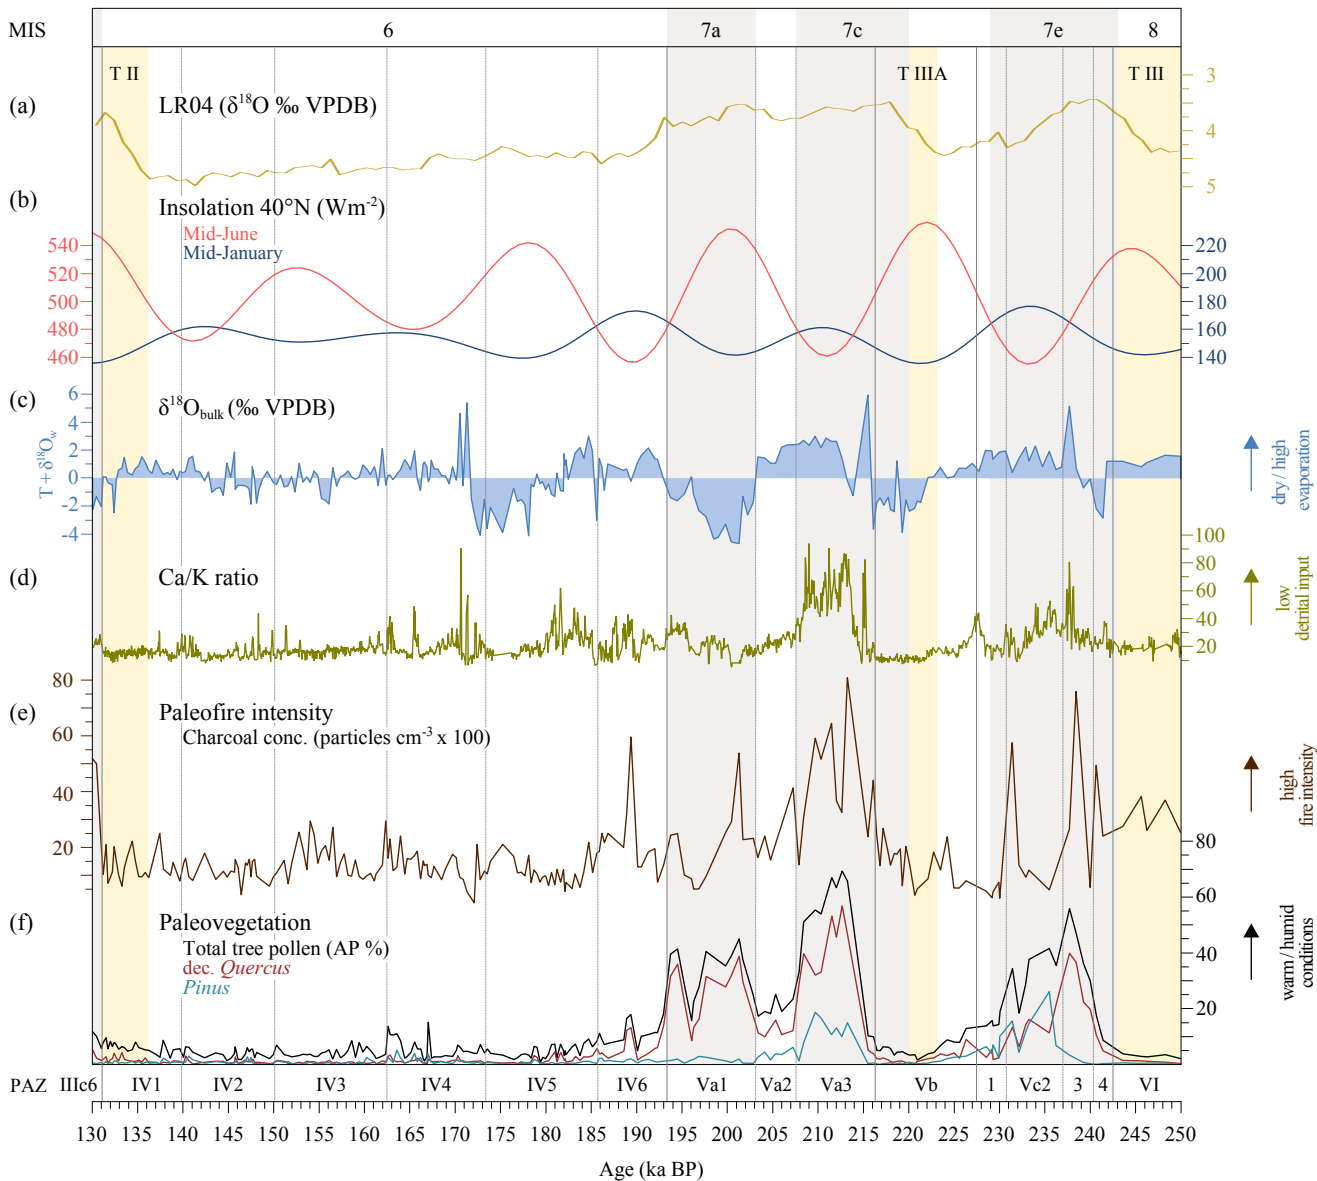 MIS 6 7a 7c 7e 8
T II T IIIA T III
(a) LR04 (δ¹⁸O ‰ VPDB)
3
4
5
(b) Insolation 40°N (Wm⁻²)
Mid-June
Mid-January
540
520
500
480
460
220
200
180
160
140
(c) δ¹⁸O_bulk (‰ VPDB)
T + δ¹⁸O_w
6
4
2
0
-2
-4
dry / high
evaporation
(d) Ca/K ratio
100
80
60
40
20
low
detrital input
(e) Paleofire intensity
Charcoal conc. (particles cm⁻³ x 100)
80
60
40
20
high
fire intensity
(f) Paleovegetation
Total tree pollen (AP %)
dec. Quercus
Pinus
80
60
40
20
warm / humid
conditions
PAZ IIIc6 IV1 IV2 IV3 IV4 IV5 IV6 Va1 Va2 Va3 Vb 1 Vc2 3 4 VI
130 135 140 145 150 155 160 165 170 175 180 185 190 195 200 205 210 215 220 225 230 235 240 245 250
Age (ka BP)